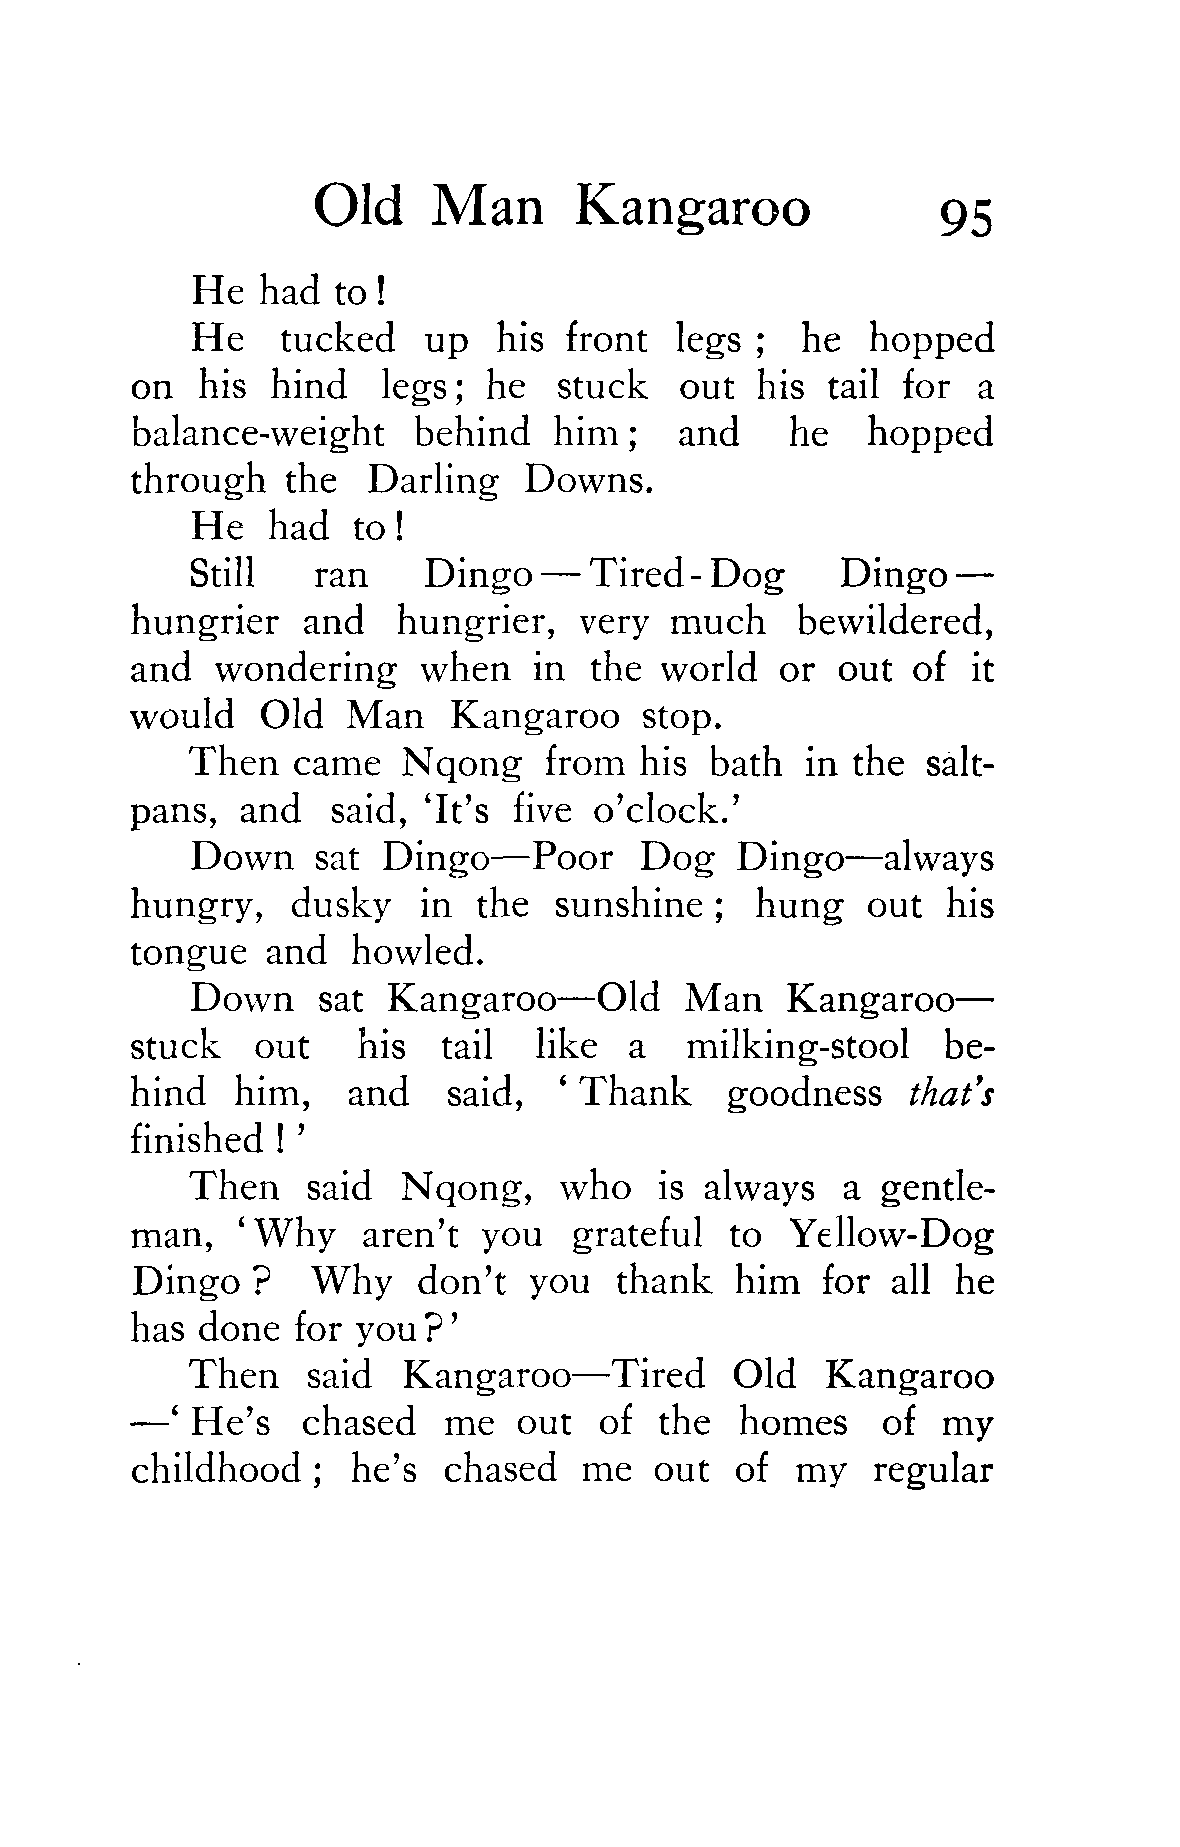 Old Man Kangaroo 95
He had to!
He tucked up his front legs; he hopped
on his hind legs; he stuck out his tail for a
balance-weight behind him; and he hopped
through the Darling Downs.
He had to!
Still ran Dingo—Tired-Dog Dingo—
hungrier and hungrier, very much bewildered,
and wondering when in the world or out of it
would Old Man Kangaroo stop.
Then came Nqong from his bath in the salt-
pans, and said, ‘It’s five o’clock.’
Down sat Dingo—Poor Dog Dingo—always
hungry, dusky in the sunshine; hung out his
tongue and howled.
Down sat Kangaroo—Old Man Kangaroo—
stuck out his tail like a milking-stool be-
hind him, and said, ‘Thank goodness that’s
finished!’
Then said Nqong, who is always a gentle-
man, ‘Why aren’t you grateful to Yellow-Dog
Dingo? Why don’t you thank him for all he
has done for you?’
Then said Kangaroo—Tired Old Kangaroo
—‘He’s chased me out of the homes of my
childhood; he’s chased me out of my regular